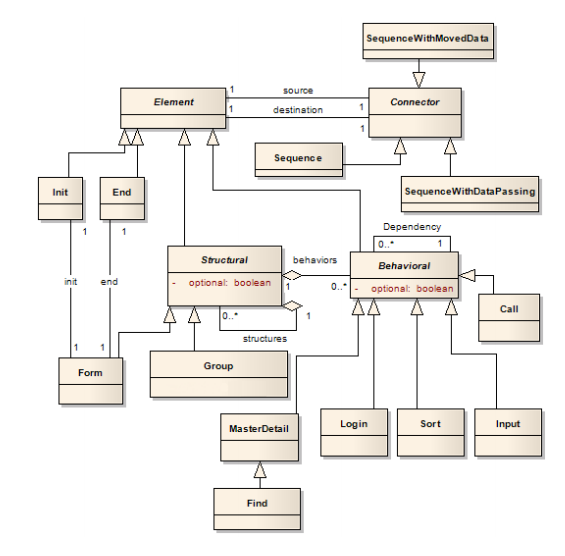 SequenceWithMovedData
Element
1
source
Connector
1
destination
1
1
Sequence
SequenceWithDataPassing
Init
End
1
1
Dependency
0..*
1
Structural
- optional: boolean
behaviors
1
0..*
Behavioral
- optional: boolean
Call
init
end
0..*
1
structures
1
1
Form
Group
MasterDetail
Login
Sort
Input
Find